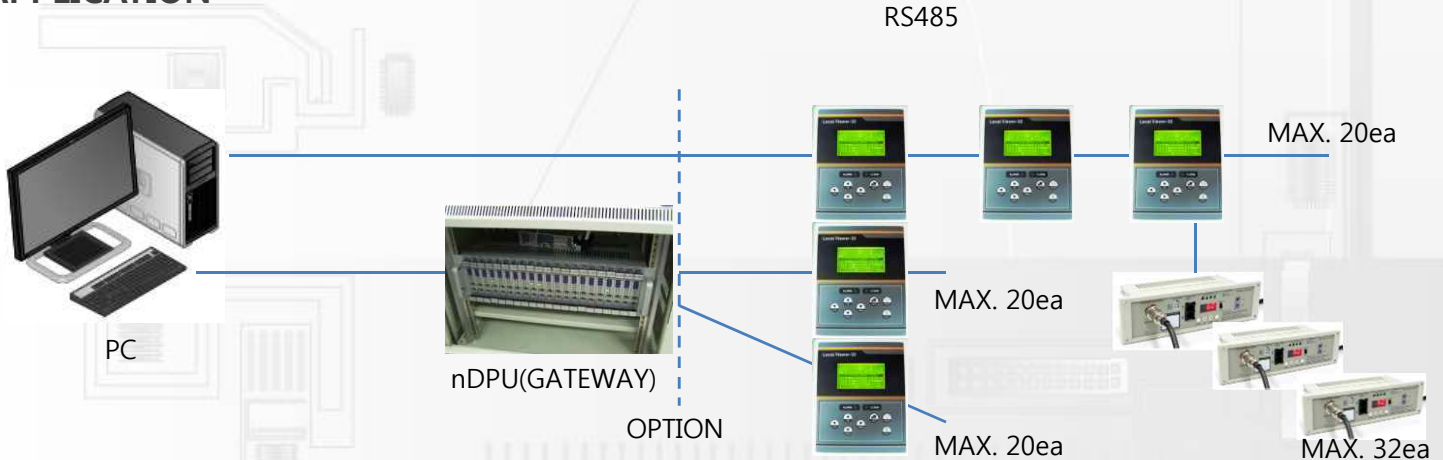 APPLICATION
RS485
MAX. 20ea
MAX. 20ea
PC
nDPU(GATEWAY)
OPTION
MAX. 20ea
MAX. 32ea